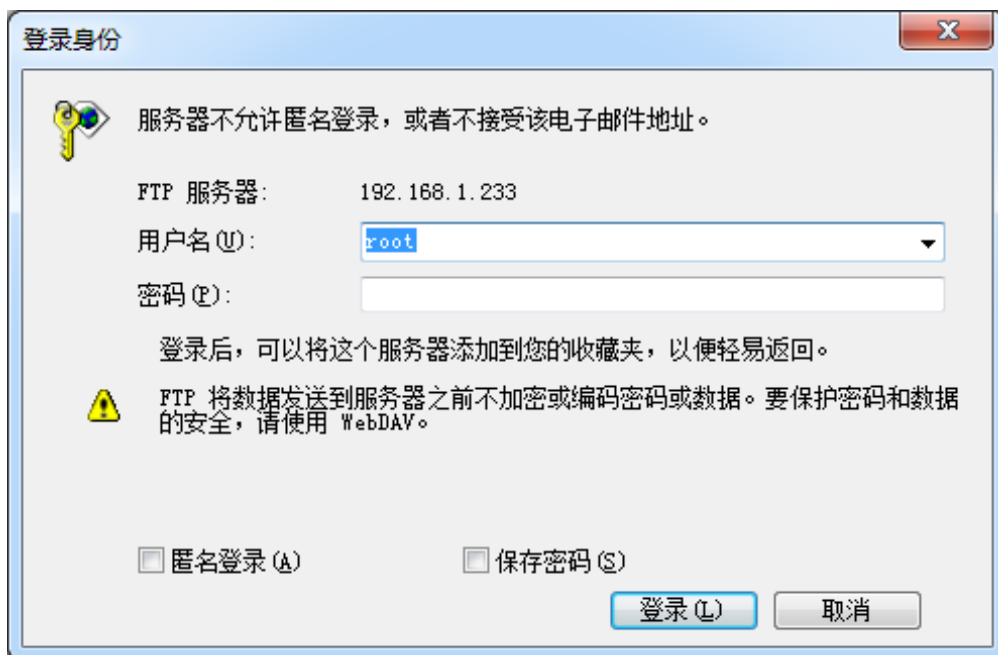 登录身份
服务器不允许匿名登录，或者不接受该电子邮件地址。
FTP 服务器: 192.168.1.233
用户名(U): root
密码(P):
登录后，可以将这个服务器添加到您的收藏夹，以便轻易返回。
FTP 将数据发送到服务器之前不加密或编码密码或数据。要保护密码和数据
的安全，请使用 WebDAV。
匿名登录(A) 保存密码(S)
登录(L) 取消